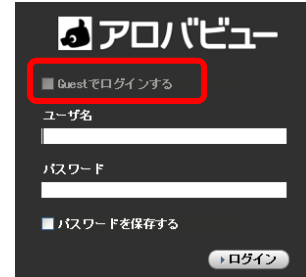 アロバビュー
Guestでログインする
ユーザ名
パスワード
パスワードを保存する
ログイン